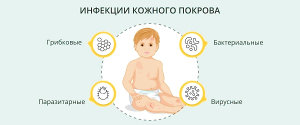 ИНФЕКЦИИ КОЖНОГО ПОКРОВА
Грибковые
Бактериальные
Паразитарные
Вирусные